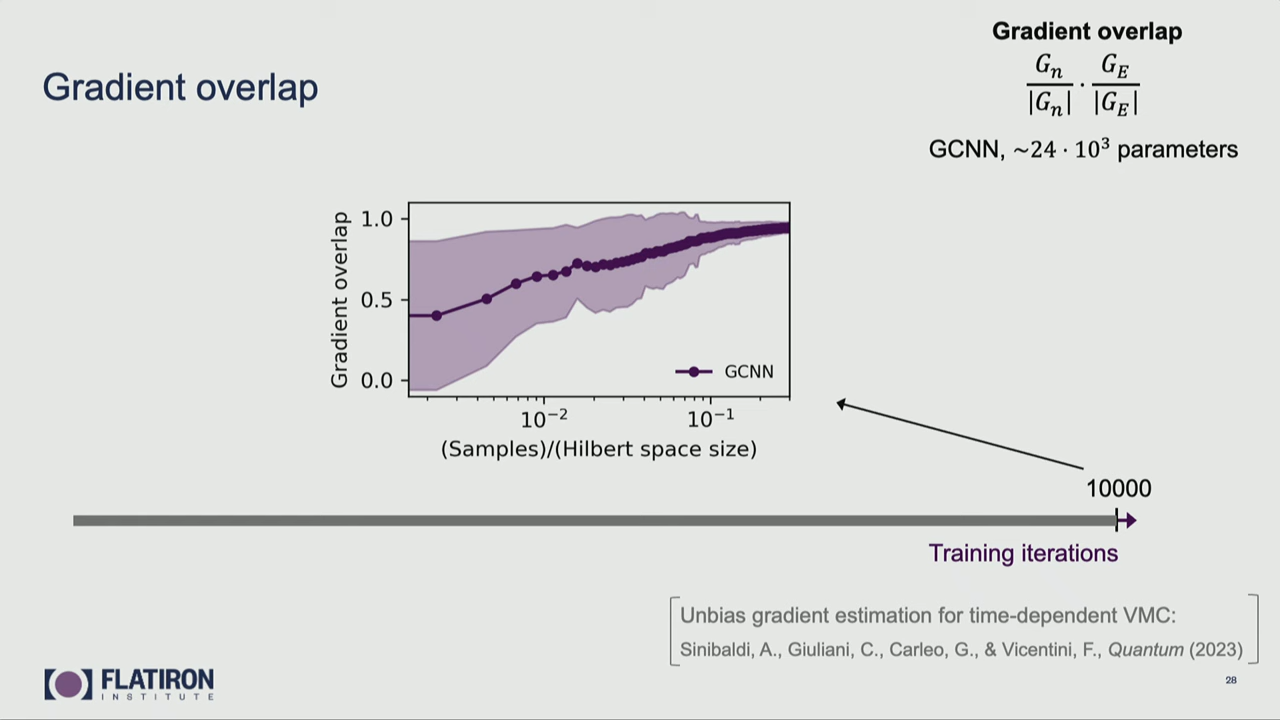 Gradient overlap
Gradient overlap
G_n/|G_n| · G_E/|G_E|
GCNN, ~24 · 10³ parameters
Gradient overlap
1.0
0.5
0.0
GCNN
10⁻² 10⁻¹
(Samples)/(Hilbert space size)
10000
Training iterations
Unbias gradient estimation for time-dependent VMC:
Sinibaldi, A., Giuliani, C., Carleo, G., & Vicentini, F., Quantum (2023)
FLATIRON
INSTITUTE
28